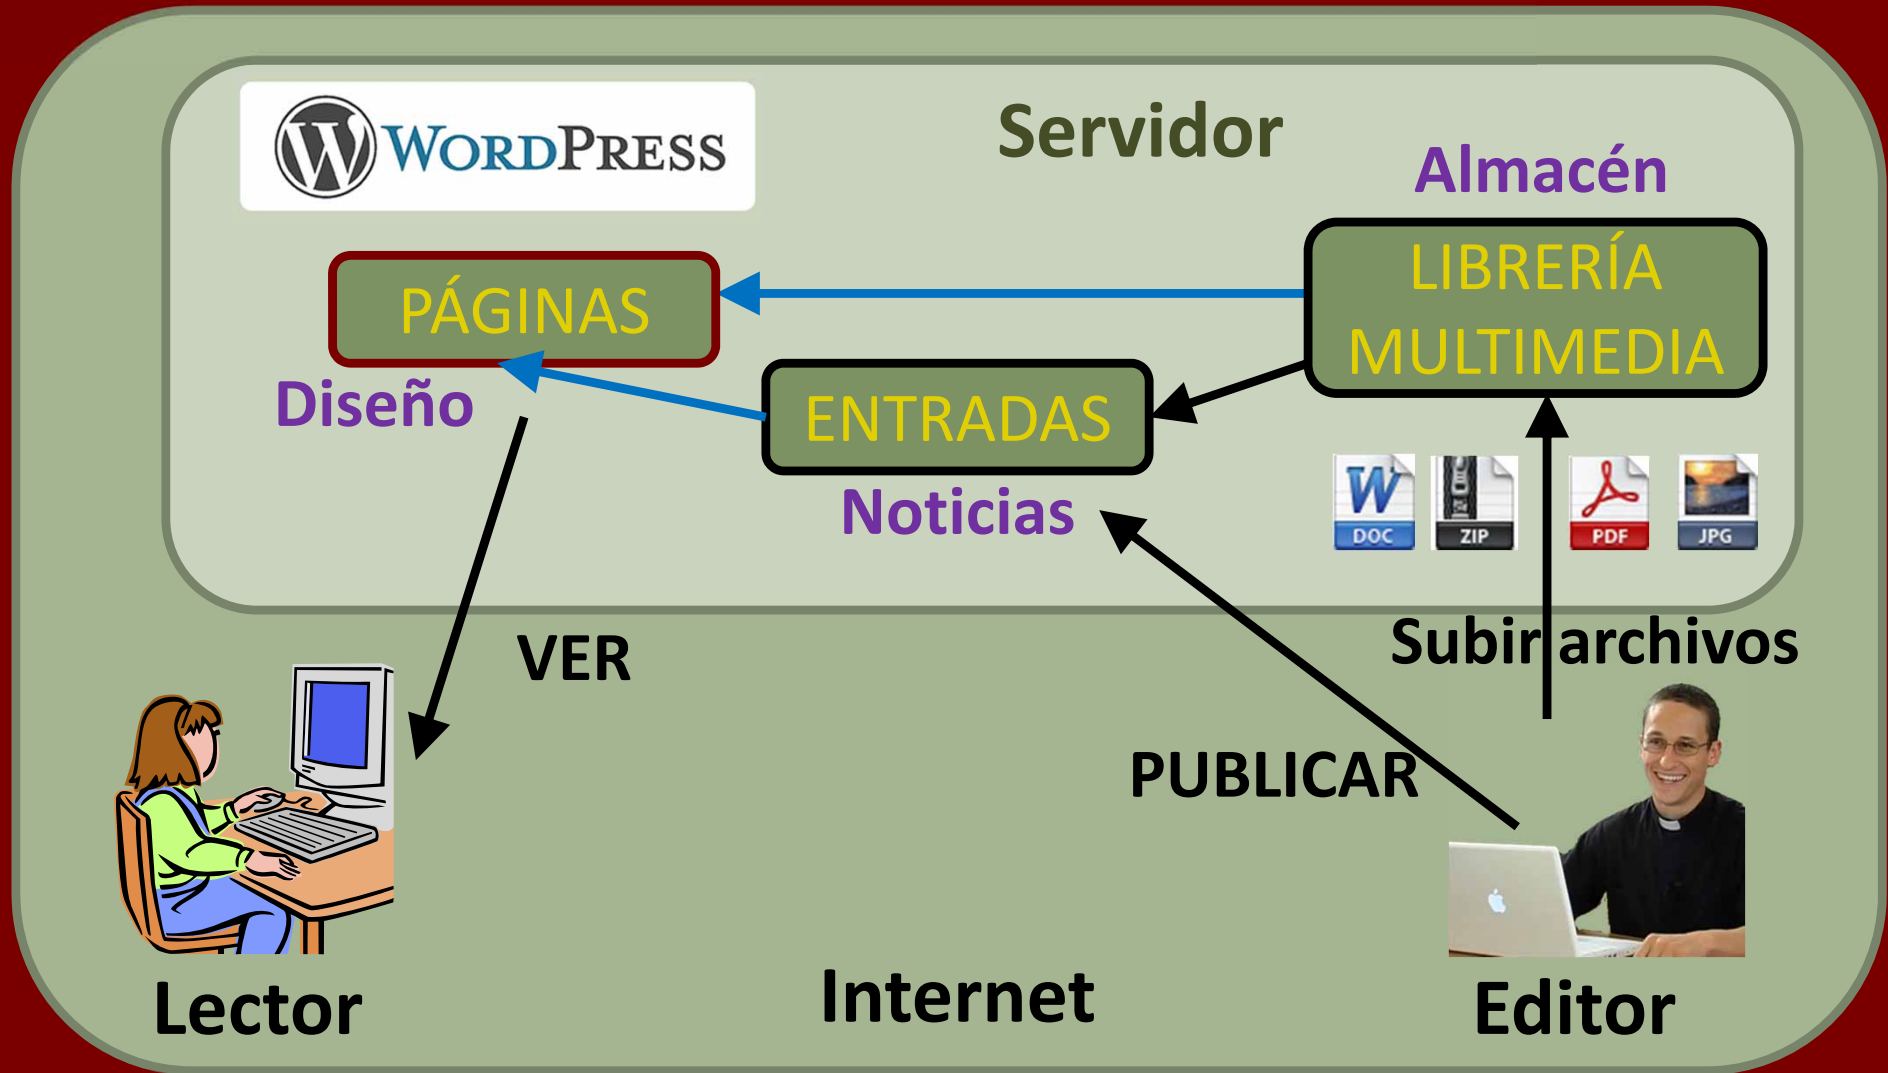 WORDPRESS
Servidor
Almacén
LIBRERÍA
MULTIMEDIA
PÁGINAS
Diseño
ENTRADAS
Noticias
DOC
ZIP
PDF
JPG
Subir archivos
VER
PUBLICAR
Lector
Internet
Editor